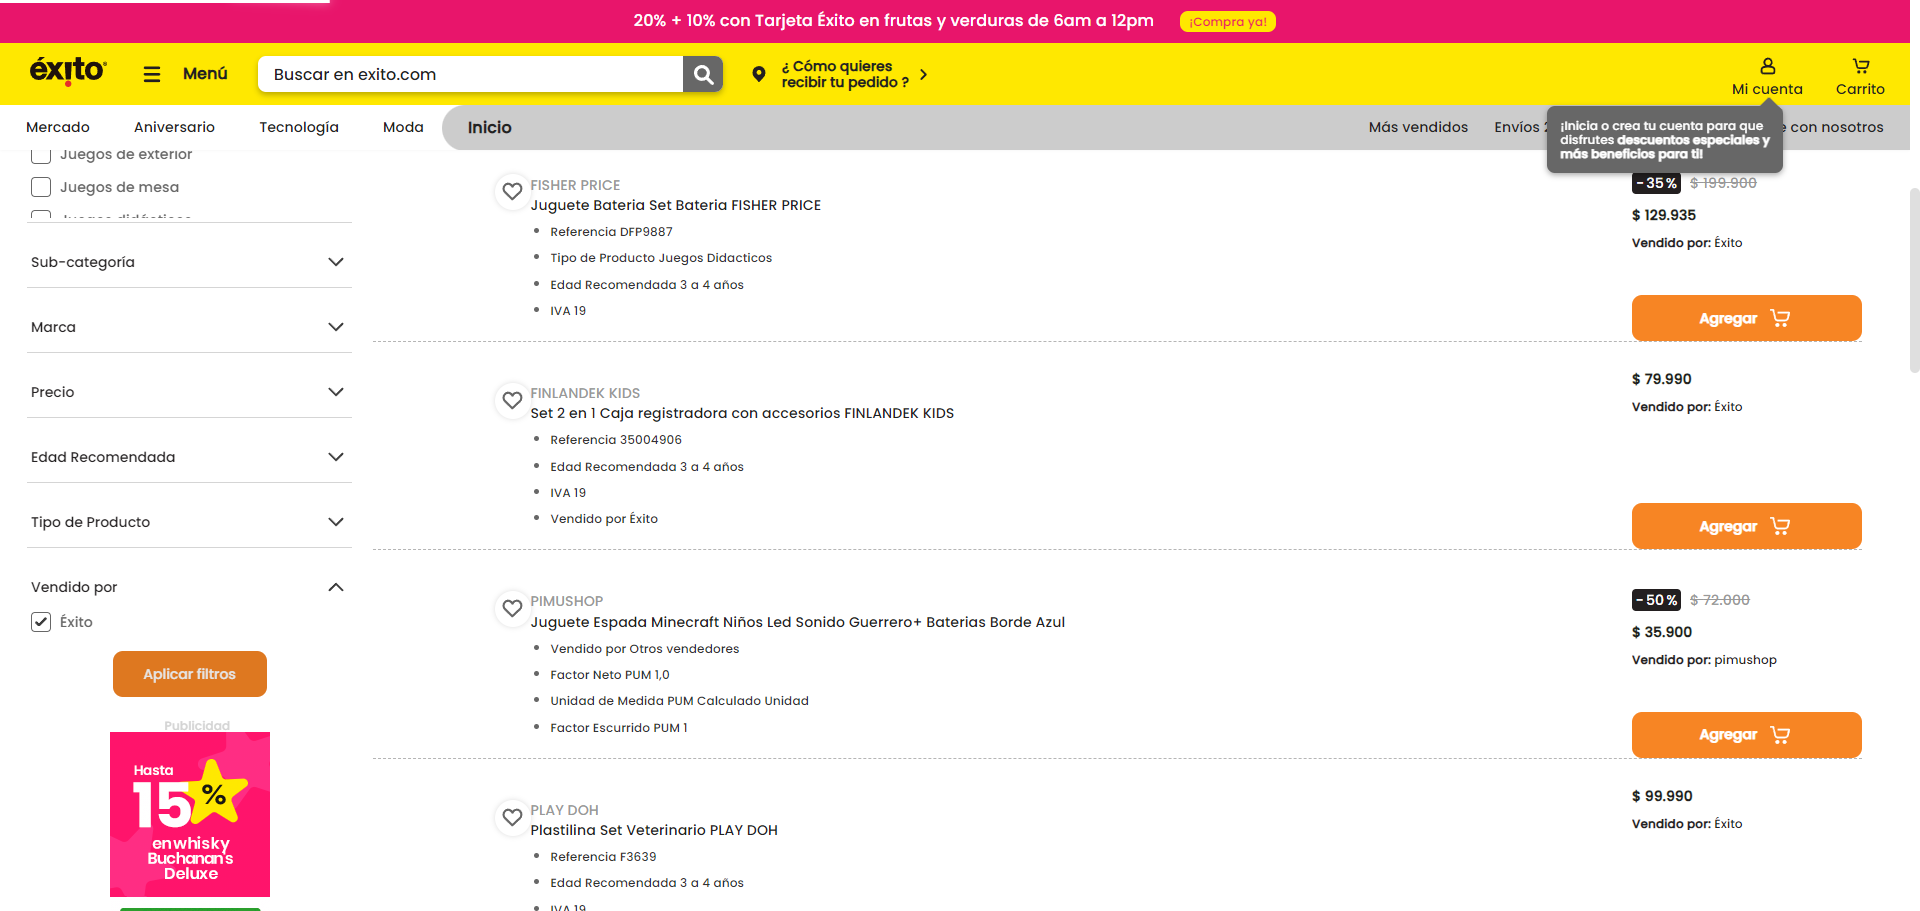 20% + 10% con Tarjeta Éxito en frutas y verduras de 6am a 12pm ¡Compra ya!
éxito
Menú
Buscar en exito.com
¿ Cómo quieres
recibir tu pedido ?
Mi cuenta
Carrito
Mercado
Aniversario
Tecnología
Moda
Inicio
Más vendidos
Envíos
con nosotros
¡Inicia o crea tu cuenta para que
disfrutes descuentos especiales y
más beneficios para ti!
Juegos de exterior
Juegos de mesa
Juegos didácticos
Sub-categoría
Marca
Precio
Edad Recomendada
Tipo de Producto
Vendido por
Éxito
Aplicar filtros
Publicidad
Hasta
15%
en whisky
Buchanan's
Deluxe
FISHER PRICE
Juguete Bateria Set Bateria FISHER PRICE
Referencia DFP9887
Tipo de Producto Juegos Didacticos
Edad Recomendada 3 a 4 años
IVA 19
-35% $ 199.900
$ 129.935
Vendido por: Éxito
Agregar
FINLANDEK KIDS
Set 2 en 1 Caja registradora con accesorios FINLANDEK KIDS
Referencia 35004906
Edad Recomendada 3 a 4 años
IVA 19
Vendido por Éxito
$ 79.990
Vendido por: Éxito
Agregar
PIMUSHOP
Juguete Espada Minecraft Niños Led Sonido Guerrero+ Baterias Borde Azul
Vendido por Otros vendedores
Factor Neto PUM 1,0
Unidad de Medida PUM Calculado Unidad
Factor Escurrido PUM 1
-50% $ 72.000
$ 35.900
Vendido por: pimushop
Agregar
PLAY DOH
Plastilina Set Veterinario PLAY DOH
Referencia F3639
Edad Recomendada 3 a 4 años
IVA 19
$ 99.990
Vendido por: Éxito